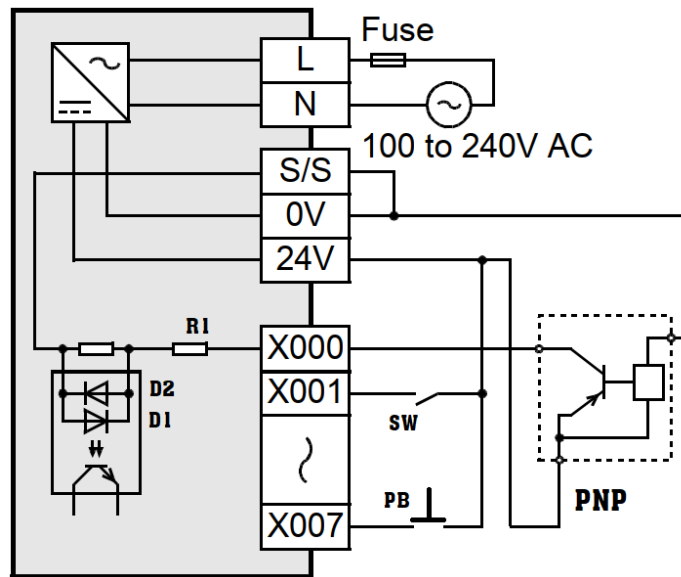 L
Fuse
N
100 to 240V AC
S/S
0V
24V
R1
X000
D2
X001
D1
SW
PB
PNP
X007